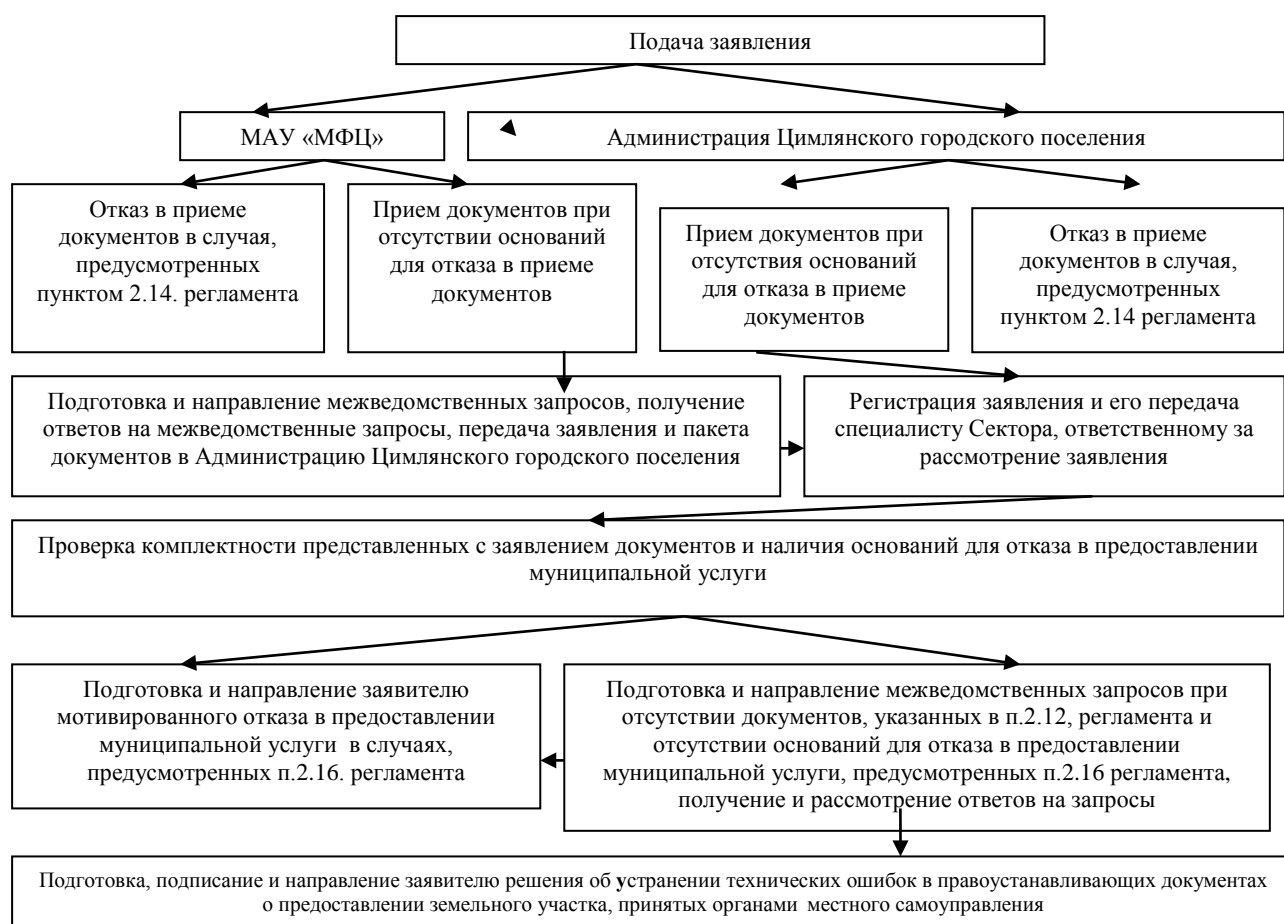 Подача заявления
МАУ «МФЦ»
Администрация Цимлянского городского поселения
Отказ в приеме
документов в случая,
предусмотренных
пунктом 2.14. регламента
Прием документов при
отсутствии оснований
для отказа в приеме
документов
Прием документов при
отсутствия оснований
для отказа в приеме
документов
Отказ в приеме
документов в случая,
предусмотренных
пунктом 2.14 регламента
Подготовка и направление межведомственных запросов, получение
ответов на межведомственные запросы, передача заявления и пакета
документов в Администрацию Цимлянского городского поселения
Регистрация заявления и его передача
специалисту Сектора, ответственному за
рассмотрение заявления
Проверка комплектности представленных с заявлением документов и наличия оснований для отказа в предоставлении
муниципальной услуги
Подготовка и направление заявителю
мотивированного отказа в предоставлении
муниципальной услуги в случаях,
предусмотренных п.2.16. регламента
Подготовка и направление межведомственных запросов при
отсутствии документов, указанных в п.2.12, регламента и
отсутствии оснований для отказа в предоставлении
муниципальной услуги, предусмотренных п.2.16 регламента,
получение и рассмотрение ответов на запросы
Подготовка, подписание и направление заявителю решения об устранении технических ошибок в правоустанавливающих документах
о предоставлении земельного участка, принятых органами местного самоуправления